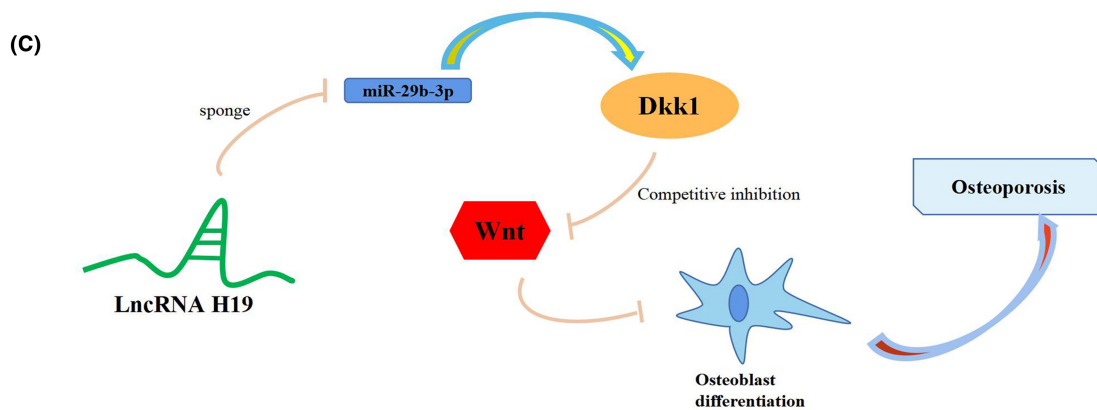 (C)
miR-29b-3p
Dkk1
sponge
Competitive inhibition
Osteoporosis
Wnt
LncRNA H19
Osteoblast
differentiation